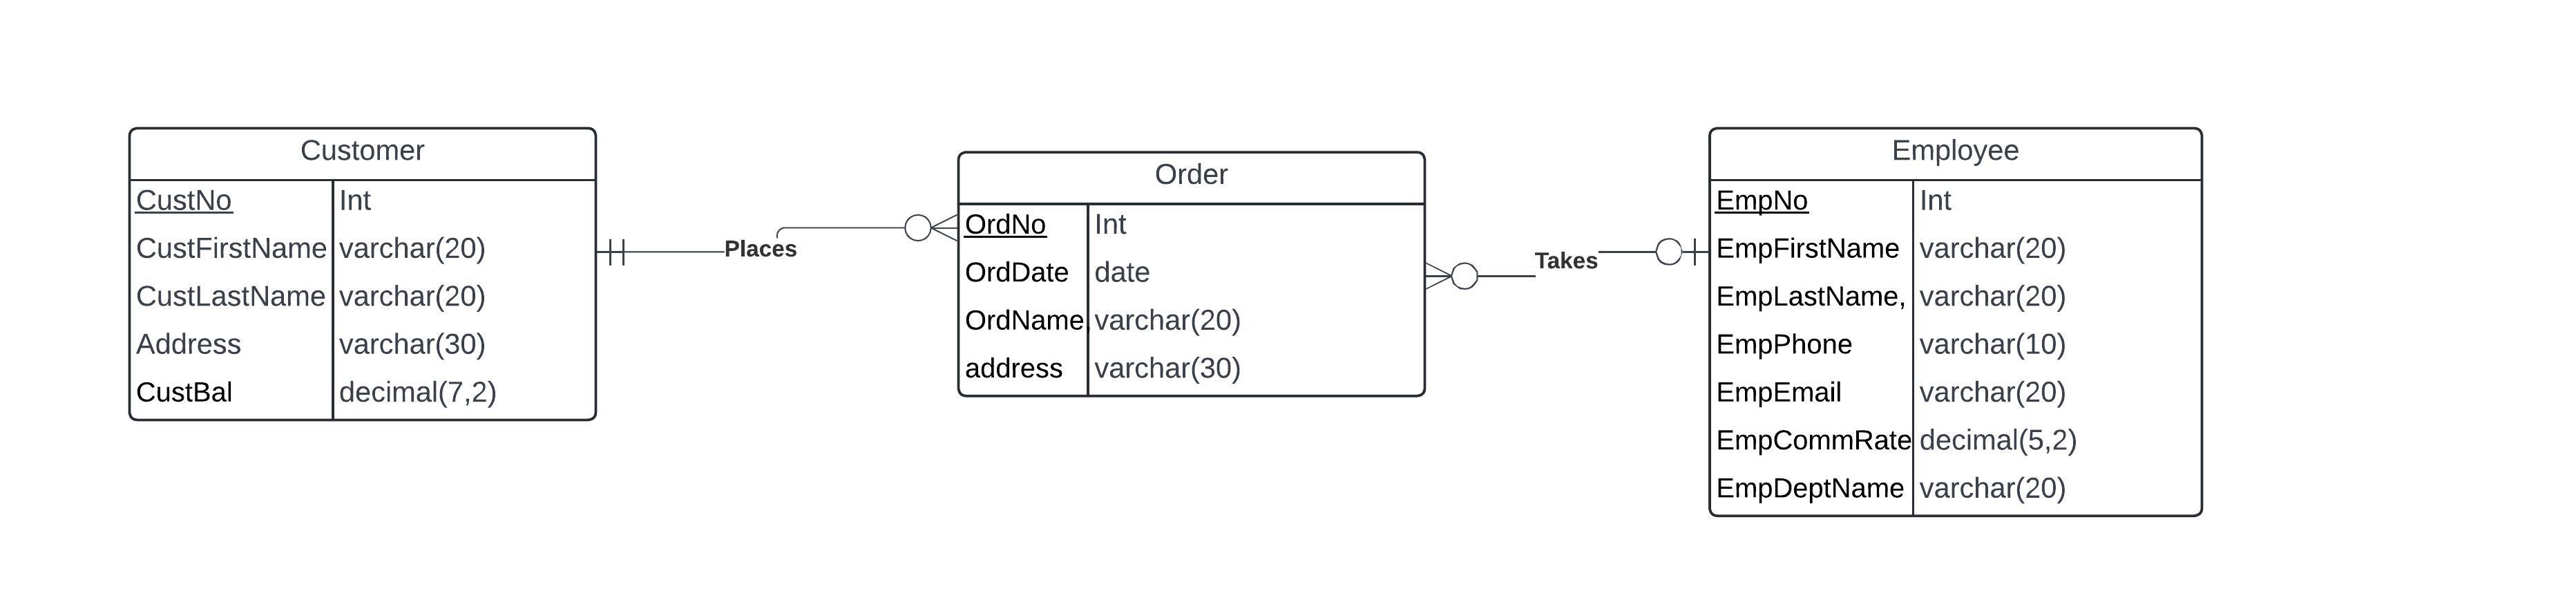 Customer
CustNo Int
CustFirstName varchar(20)
CustLastName varchar(20)
Address varchar(30)
CustBal decimal(7,2)
Places
Order
OrdNo Int
OrdDate date
OrdName, varchar(20)
address varchar(30)
Takes
Employee
EmpNo Int
EmpFirstName varchar(20)
EmpLastName, varchar(20)
EmpPhone varchar(10)
EmpEmail varchar(20)
EmpCommRate decimal(5,2)
EmpDeptName varchar(20)